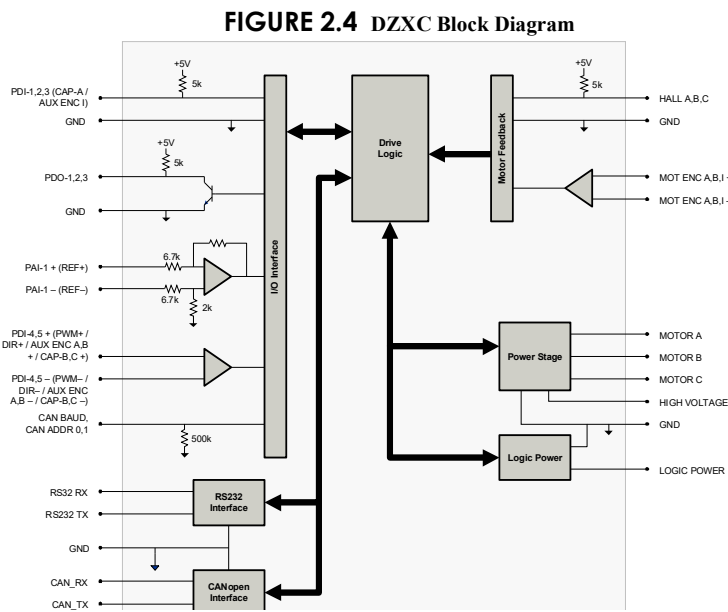 FIGURE 2.4 DZXC Block Diagram
+5V
5k
PDI-1,2,3 (CAP-A /
AUX ENC I)
GND
+5V
5k
PDO-1,2,3
GND
6.7k
PAI-1 + (REF+)
PAI-1 – (REF–)
6.7k
2k
PDI-4,5 + (PWM+ /
DIR+ / AUX ENC A,B
+ / CAP-B,C +)
PDI-4,5 – (PWM– /
DIR– / AUX ENC
A,B – / CAP-B,C –)
CAN BAUD,
CAN ADDR 0,1
500k
I/O Interface
RS32 RX
RS232 TX
RS232
Interface
GND
CAN_RX
CAN_TX
CANopen
Interface
Drive
Logic
Motor Feedback
+5V
5k
HALL A,B,C
GND
MOT ENC A,B,I
MOT ENC A,B,I
Power Stage
MOTOR A
MOTOR B
MOTOR C
HIGH VOLTAGE
GND
Logic Power
LOGIC POWER